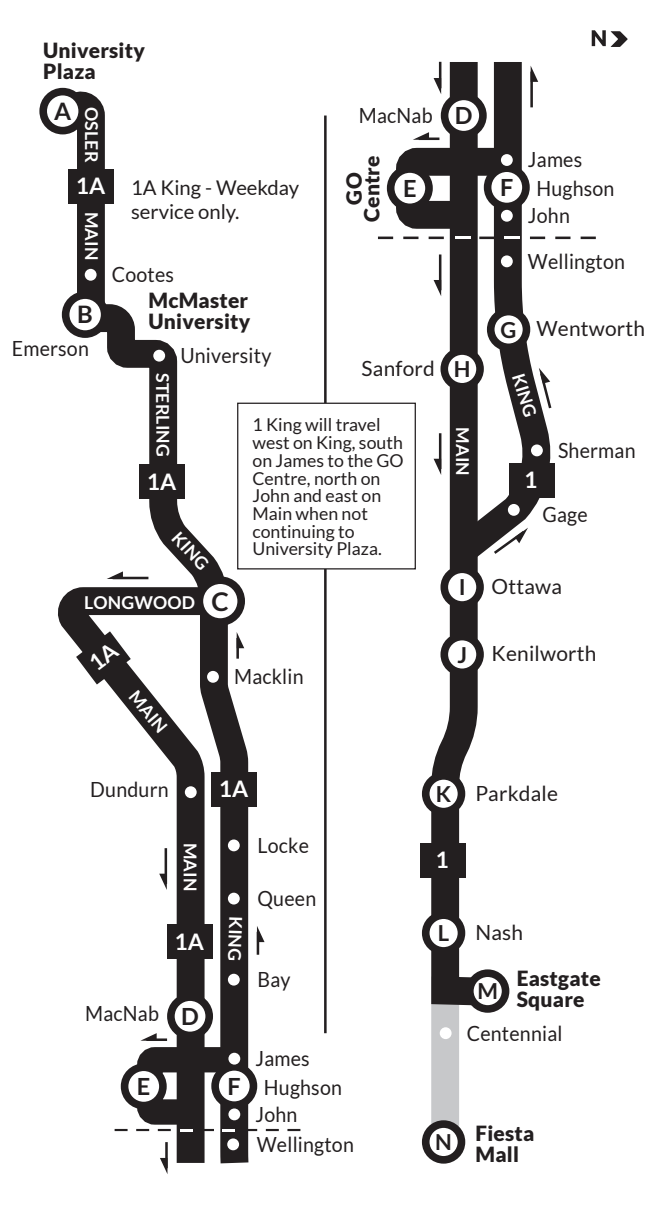 University
Plaza
A
OSLER
1A
1A King - Weekday
service only.
MAIN
Cootes
B
McMaster
University
Emerson
University
STERLING
1A
KING
LONGWOOD
C
1A
MAIN
Macklin
Dundurn
1A
MAIN
Locke
Queen
KING
1A
Bay
MacNab
D
James
E
F
Hughson
John
Wellington
1 King will travel
west on King, south
on James to the GO
Centre, north on
John and east on
Main when not
continuing to
University Plaza.
N
MacNab
D
James
GO
Centre
E
F
Hughson
John
Wellington
G
Wentworth
Sanford
H
KING
MAIN
Sherman
1
Gage
I
Ottawa
J
Kenilworth
K
Parkdale
1
L
Nash
M
Eastgate
Square
Centennial
N
Fiesta
Mall